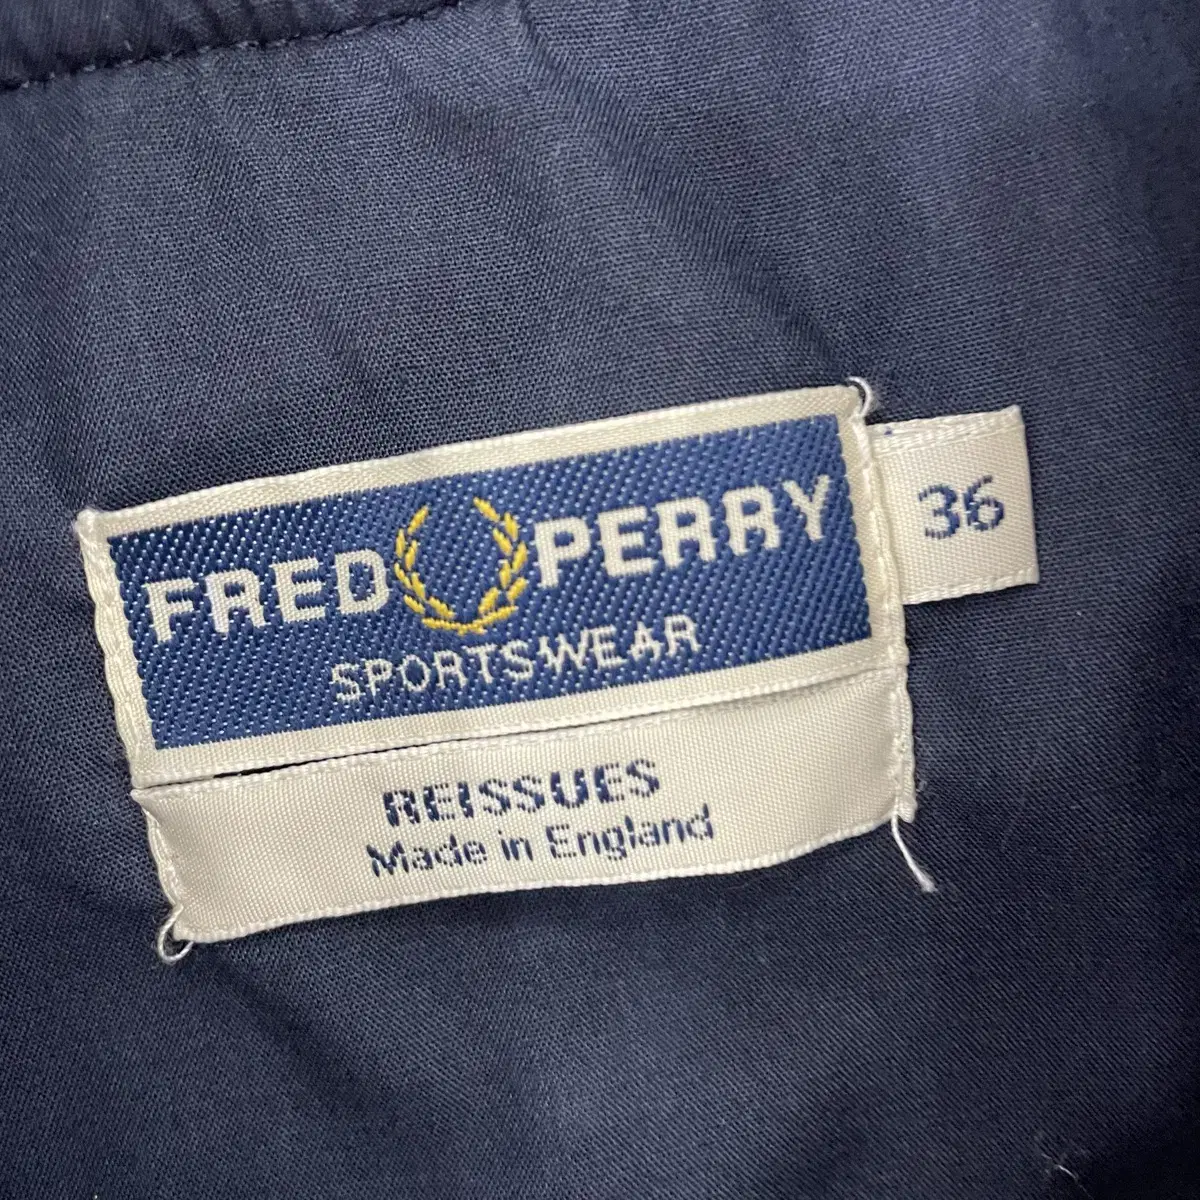 FRED PERRY
SPORTSWEAR
36
REISSUES
Made in England